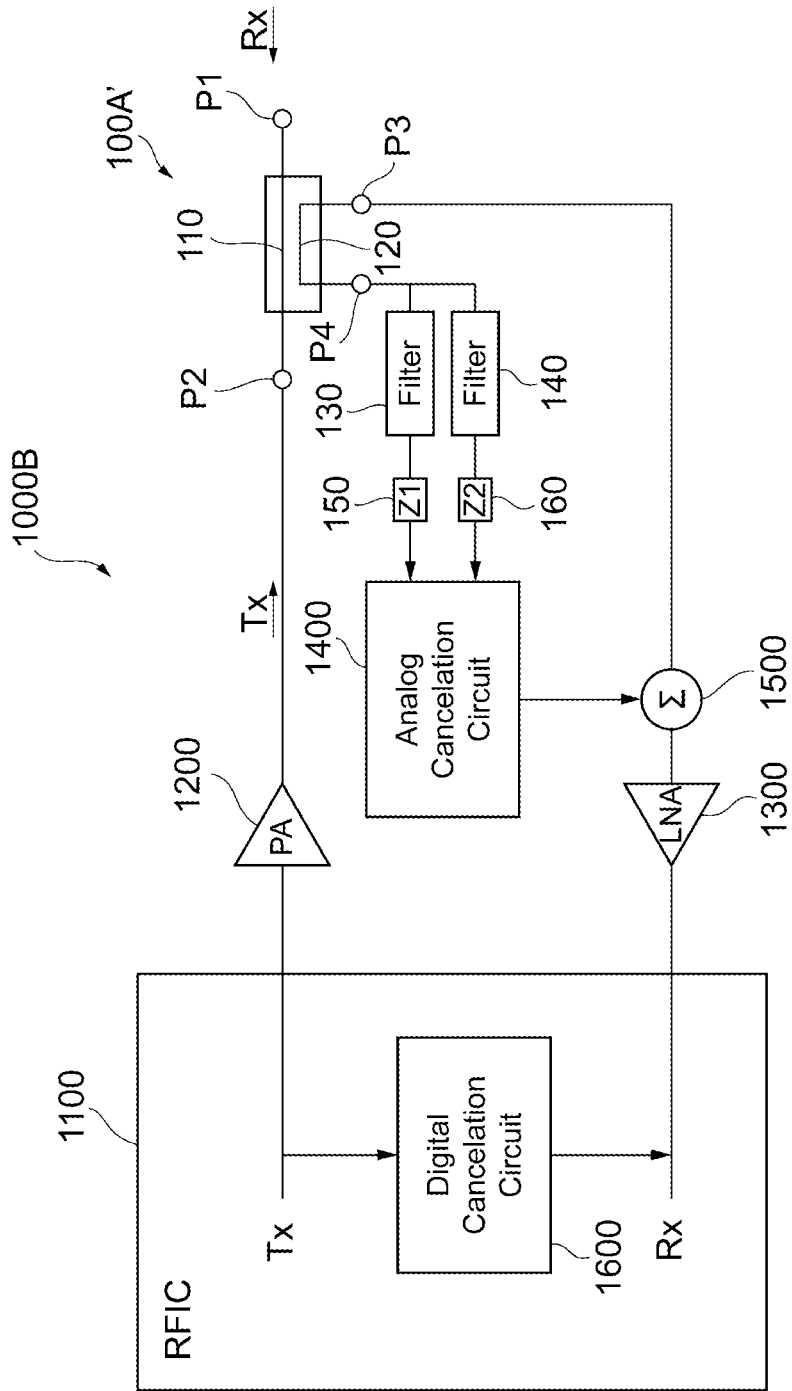 1000B
100A'
Rx
P1
110
P2
Tx
120
P3
P4
Filter
130
Filter
140
150
Z1
Z2
160
1400
Analog
Cancelation
Circuit
1200
PA
Σ
1500
LNA
1300
1100
RFIC
Tx
Digital
Cancelation
Circuit
1600
Rx